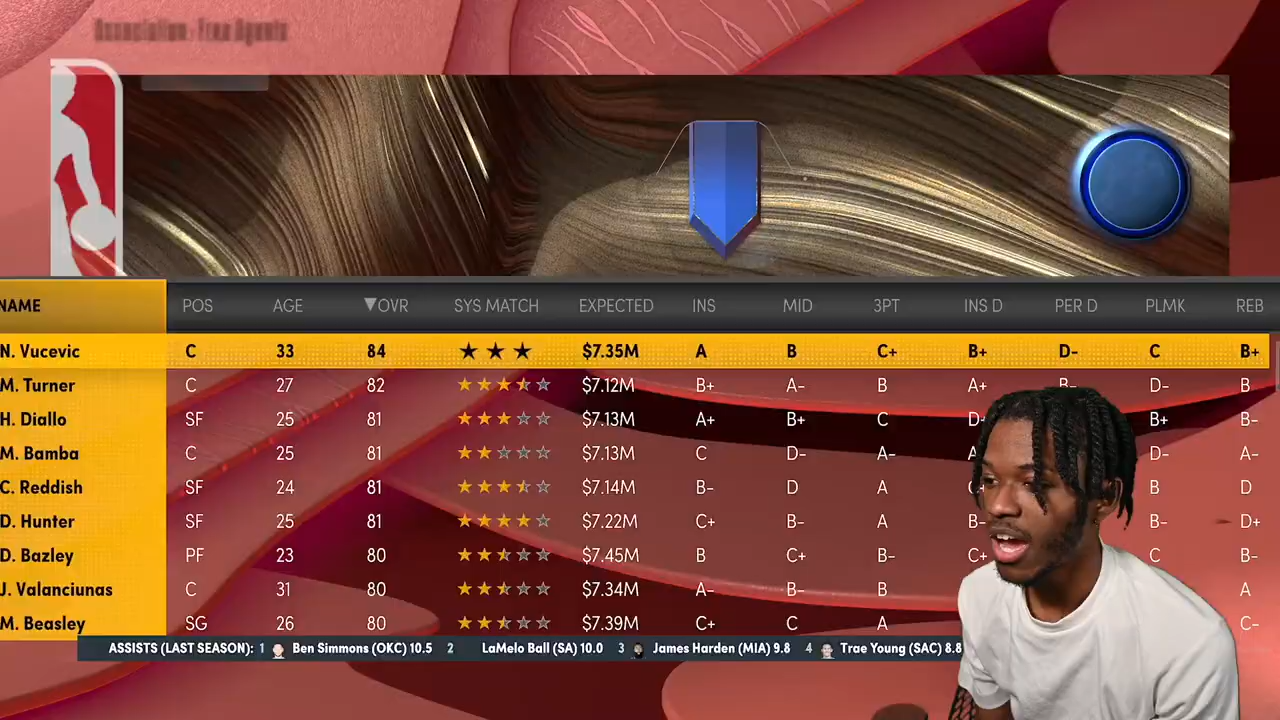 Association: Free Agents
NAME POS AGE ▼OVR SYS MATCH EXPECTED INS MID 3PT INS D PER D PLMK REB
N. Vucevic C 33 84 ★★★ $7.35M A B C+ B+ D- C B+
M. Turner C 27 82 $7.12M B+ A- B A+ B- D- B
H. Diallo SF 25 81 $7.13M A+ B+ C B+ B-
M. Bamba C 25 81 $7.13M C D- A- D- A-
C. Reddish SF 24 81 $7.14M B- D A B D
D. Hunter SF 25 81 $7.22M C+ B- A B- B- D+
D. Bazley PF 23 80 $7.45M B C+ B- C+ C B-
J. Valanciunas C 31 80 $7.34M A- B- B A
M. Beasley SG 26 80 $7.39M C+ C A C-
ASSISTS (LAST SEASON): 1 Ben Simmons (OKC) 10.5 2 LaMelo Ball (SA) 10.0 3 James Harden (MIA) 9.8 4 Trae Young (SAC) 8.8